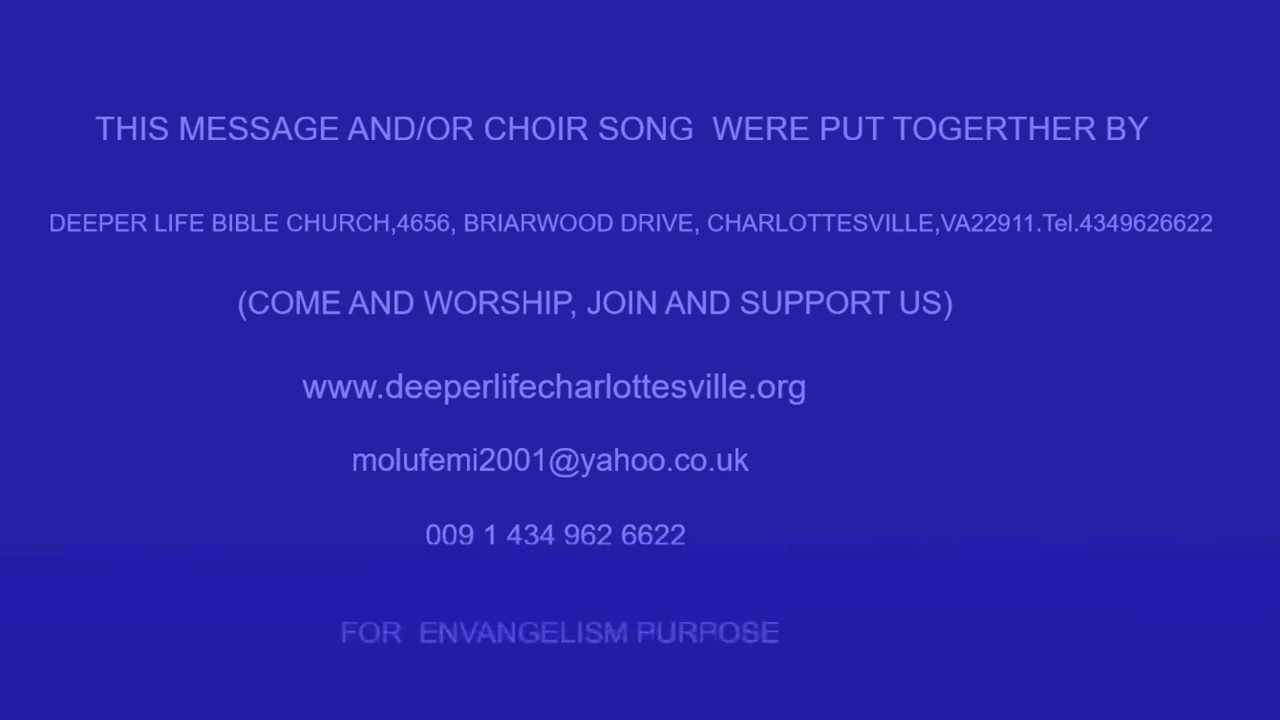 THIS MESSAGE AND/OR CHOIR SONG  WERE PUT TOGERTHER BY
DEEPER LIFE BIBLE CHURCH,4656, BRIARWOOD DRIVE, CHARLOTTESVILLE,VA22911.Tel.4349626622
(COME AND WORSHIP, JOIN AND SUPPORT US)
www.deeperlifecharlottesville.org
molufemi2001@yahoo.co.uk
009 1 434 962 6622
FOR  ENVANGELISM PURPOSE